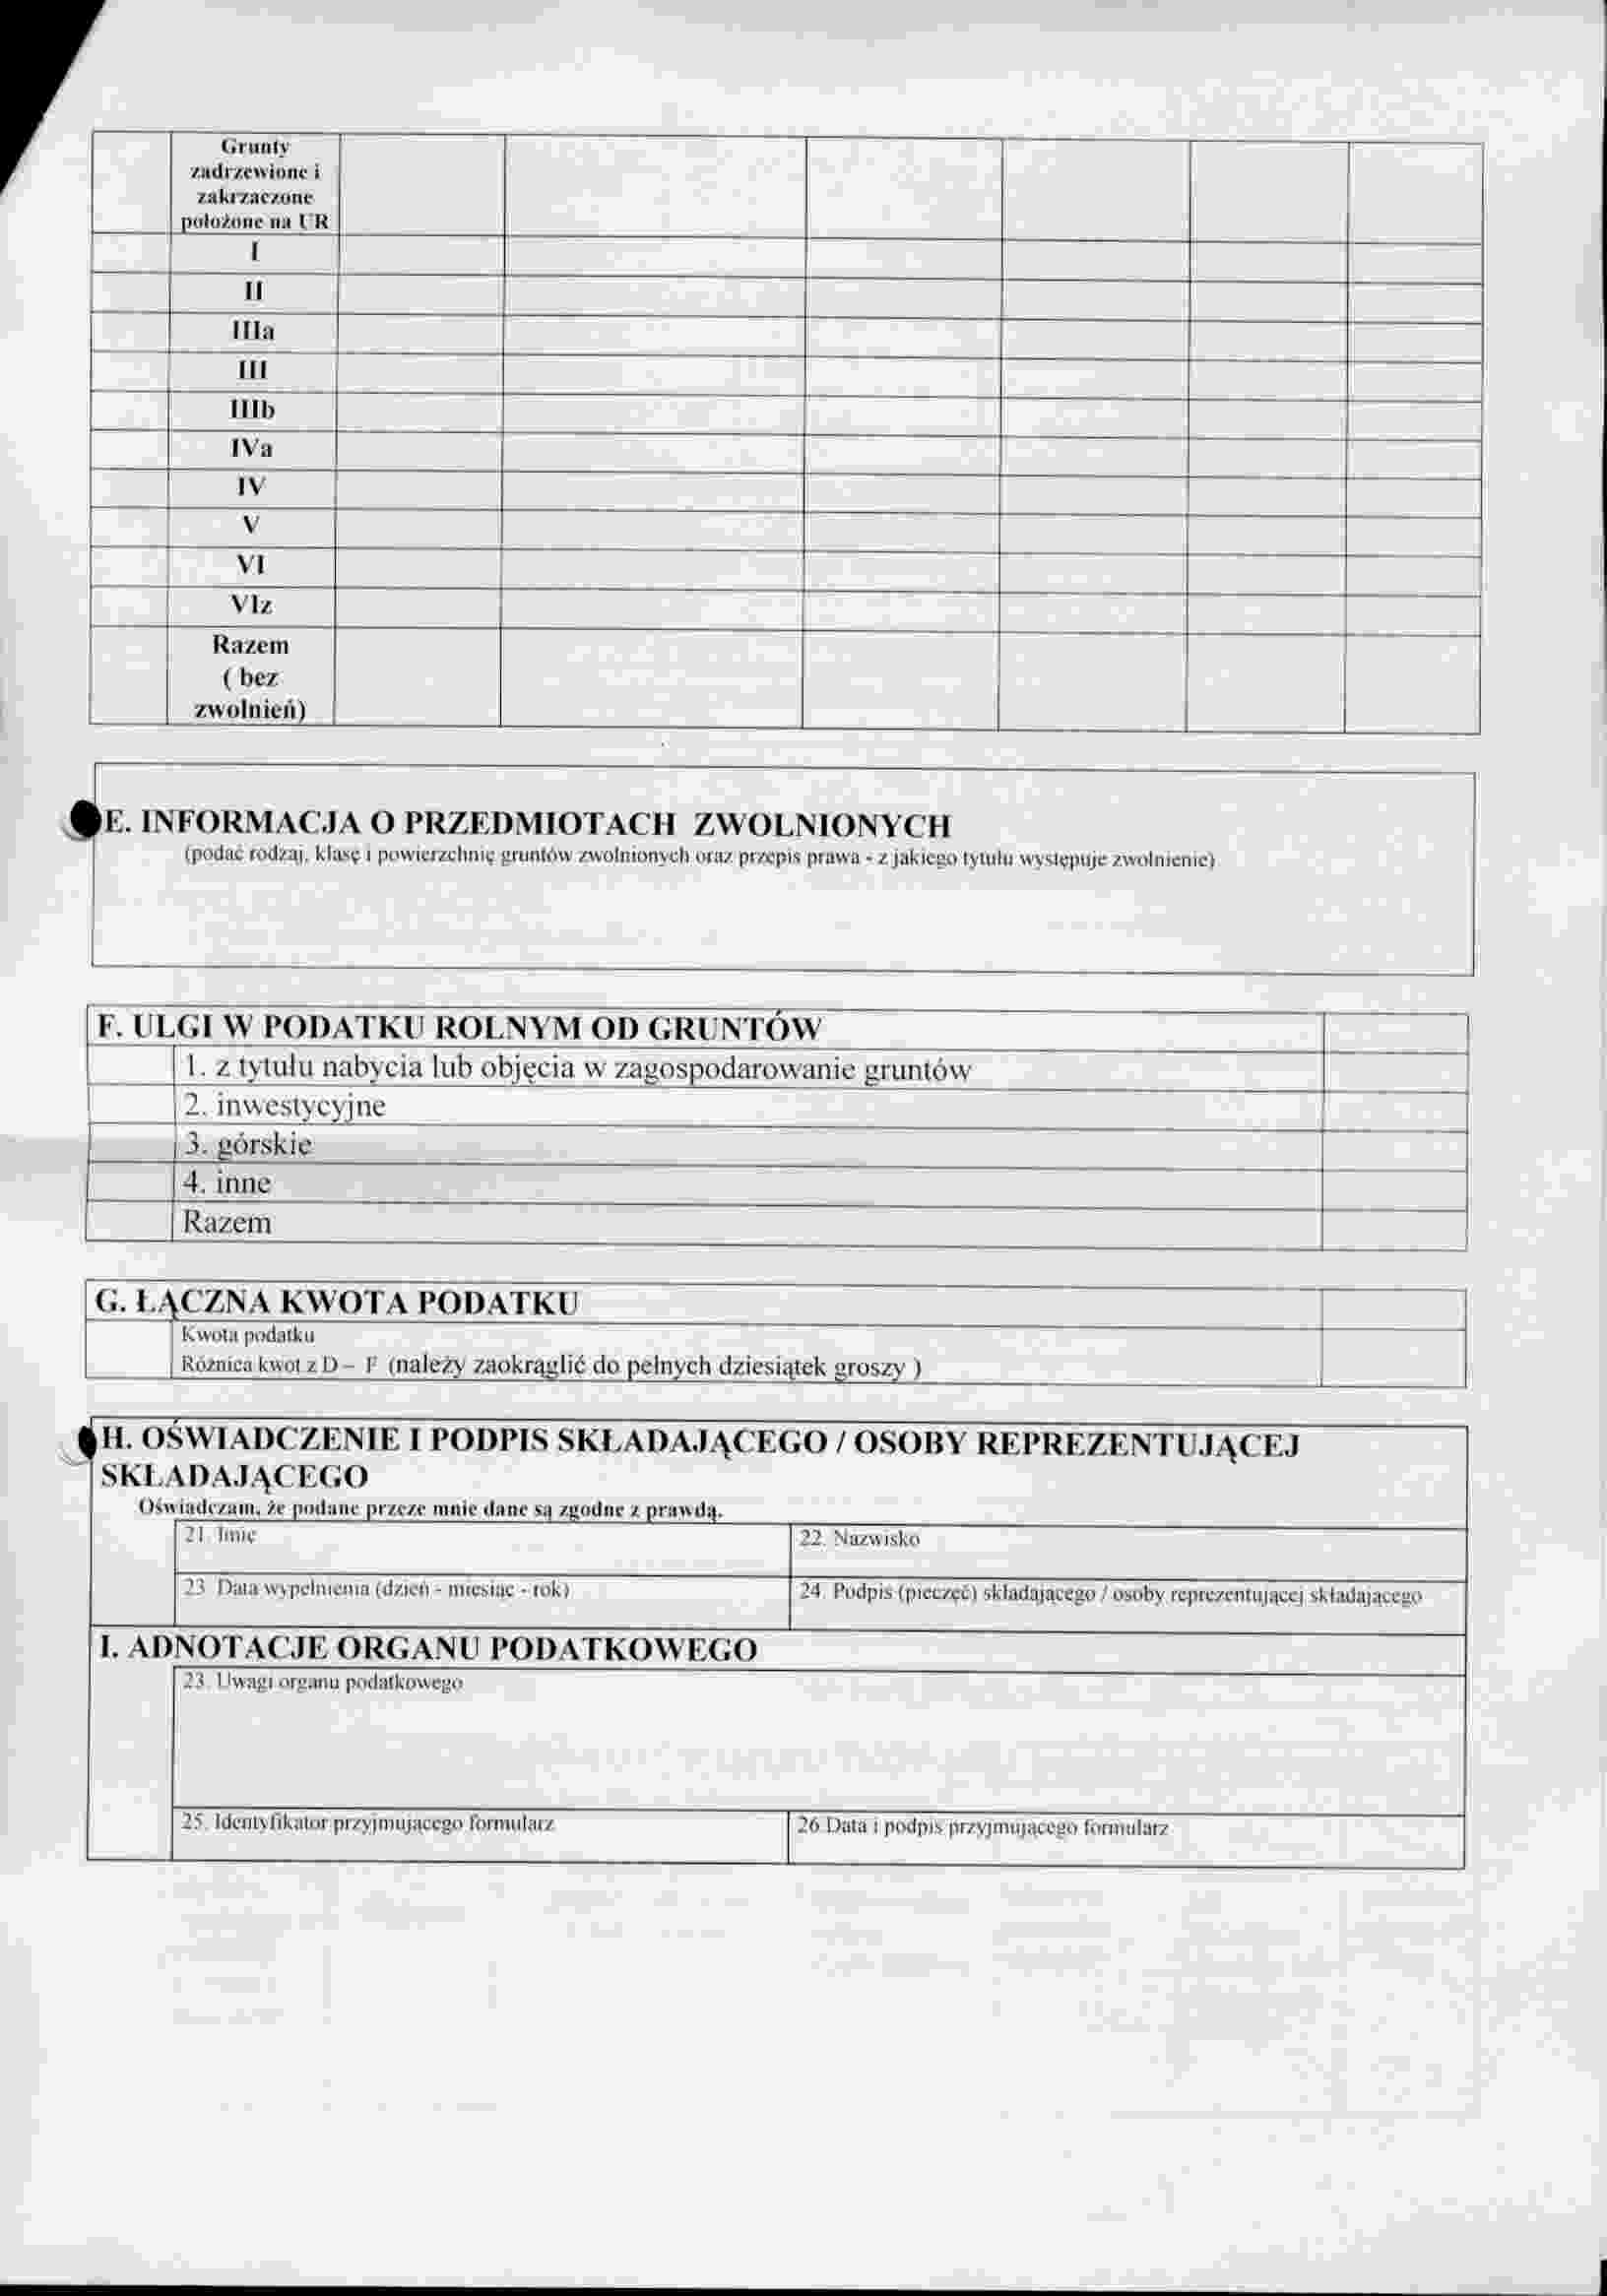 Grunty
zadrzewione i
zakrzaczone
położone na UR
I
II
IIIa
III
IIIb
IVa
IV
V
VI
VIz
Razem
( bez
zwolnień)
E. INFORMACJA O PRZEDMIOTACH ZWOLNIONYCH
(podać rodzaj, klasę i powierzchnię gruntów zwolnionych oraz przepis prawa - z jakiego tytułu występuje zwolnienie)
F. ULGI W PODATKU ROLNYM OD GRUNTÓW
1. z tytułu nabycia lub objęcia w zagospodarowanie gruntów
2. inwestycyjne
3. górskie
4. inne
Razem
G. ŁĄCZNA KWOTA PODATKU
Kwota podatku
Różnica kwot z D – F (należy zaokrąglić do pełnych dziesiątek groszy )
H. OŚWIADCZENIE I PODPIS SKŁADAJĄCEGO / OSOBY REPREZENTUJĄCEJ
SKŁADAJĄCEGO
Oświadczam, że podane przeze mnie dane są zgodne z prawdą.
21. Imię
22. Nazwisko
23. Data wypełnienia (dzień - miesiąc - rok)
24. Podpis (pieczęć) składającego / osoby reprezentującej składającego
I. ADNOTACJE ORGANU PODATKOWEGO
23. Uwagi organu podatkowego
25. Identyfikator przyjmującego formularz
26.Data i podpis przyjmującego formularz